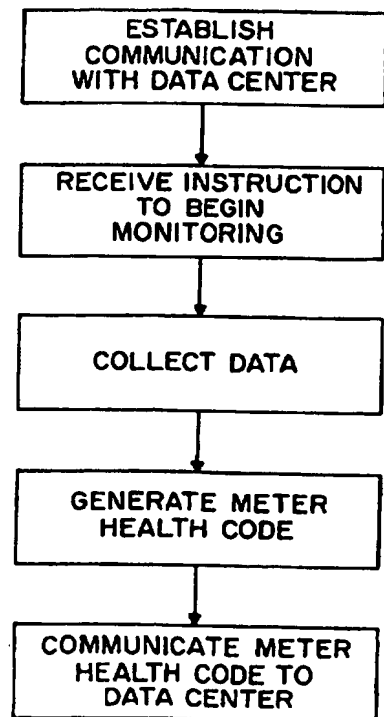 ESTABLISH
COMMUNICATION
WITH DATA CENTER
RECEIVE INSTRUCTION
TO BEGIN
MONITORING
COLLECT DATA
GENERATE METER
HEALTH CODE
COMMUNICATE METER
HEALTH CODE TO
DATA CENTER